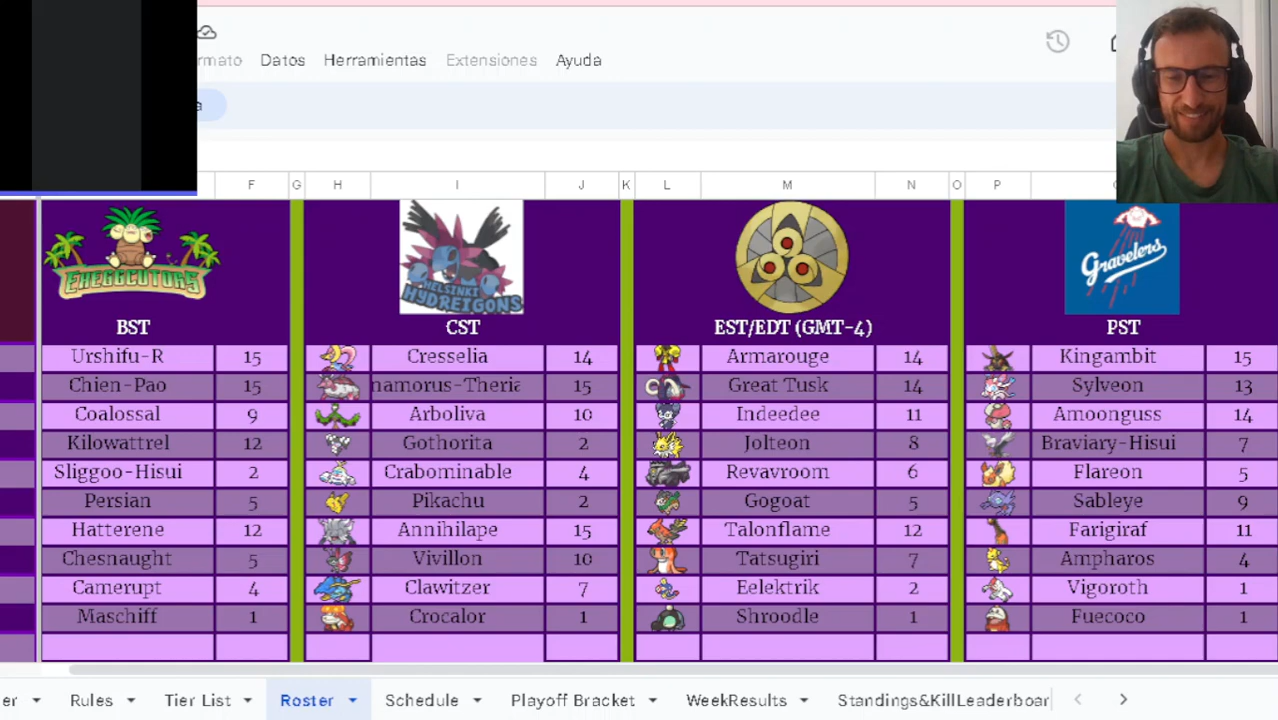 rmato Datos Herramientas Extensiones Ayuda
a
F G H I J K L M N O P
EXEGGCUTORS HELSINKI HYDREIGONS Gravelers
BST CST EST/EDT (GMT-4) PST
Urshifu-R 15 Cresselia 14 Armarouge 14 Kingambit 15
Chien-Pao 15 namorus-Theria 15 Great Tusk 14 Sylveon 13
Coalossal 9 Arboliva 10 Indeedee 11 Amoonguss 14
Kilowattrel 12 Gothorita 2 Jolteon 8 Braviary-Hisui 7
Sliggoo-Hisui 2 Crabominable 4 Revavroom 6 Flareon 5
Persian 5 Pikachu 2 Gogoat 5 Sableye 9
Hatterene 12 Annihilape 15 Talonflame 12 Farigiraf 11
Chesnaught 5 Vivillon 10 Tatsugiri 7 Ampharos 4
Camerupt 4 Clawitzer 7 Eelektrik 2 Vigoroth 1
Maschiff 1 Crocalor 1 Shroodle 1 Fuecoco 1
er Rules Tier List Roster Schedule Playoff Bracket WeekResults Standings&KillLeaderboar